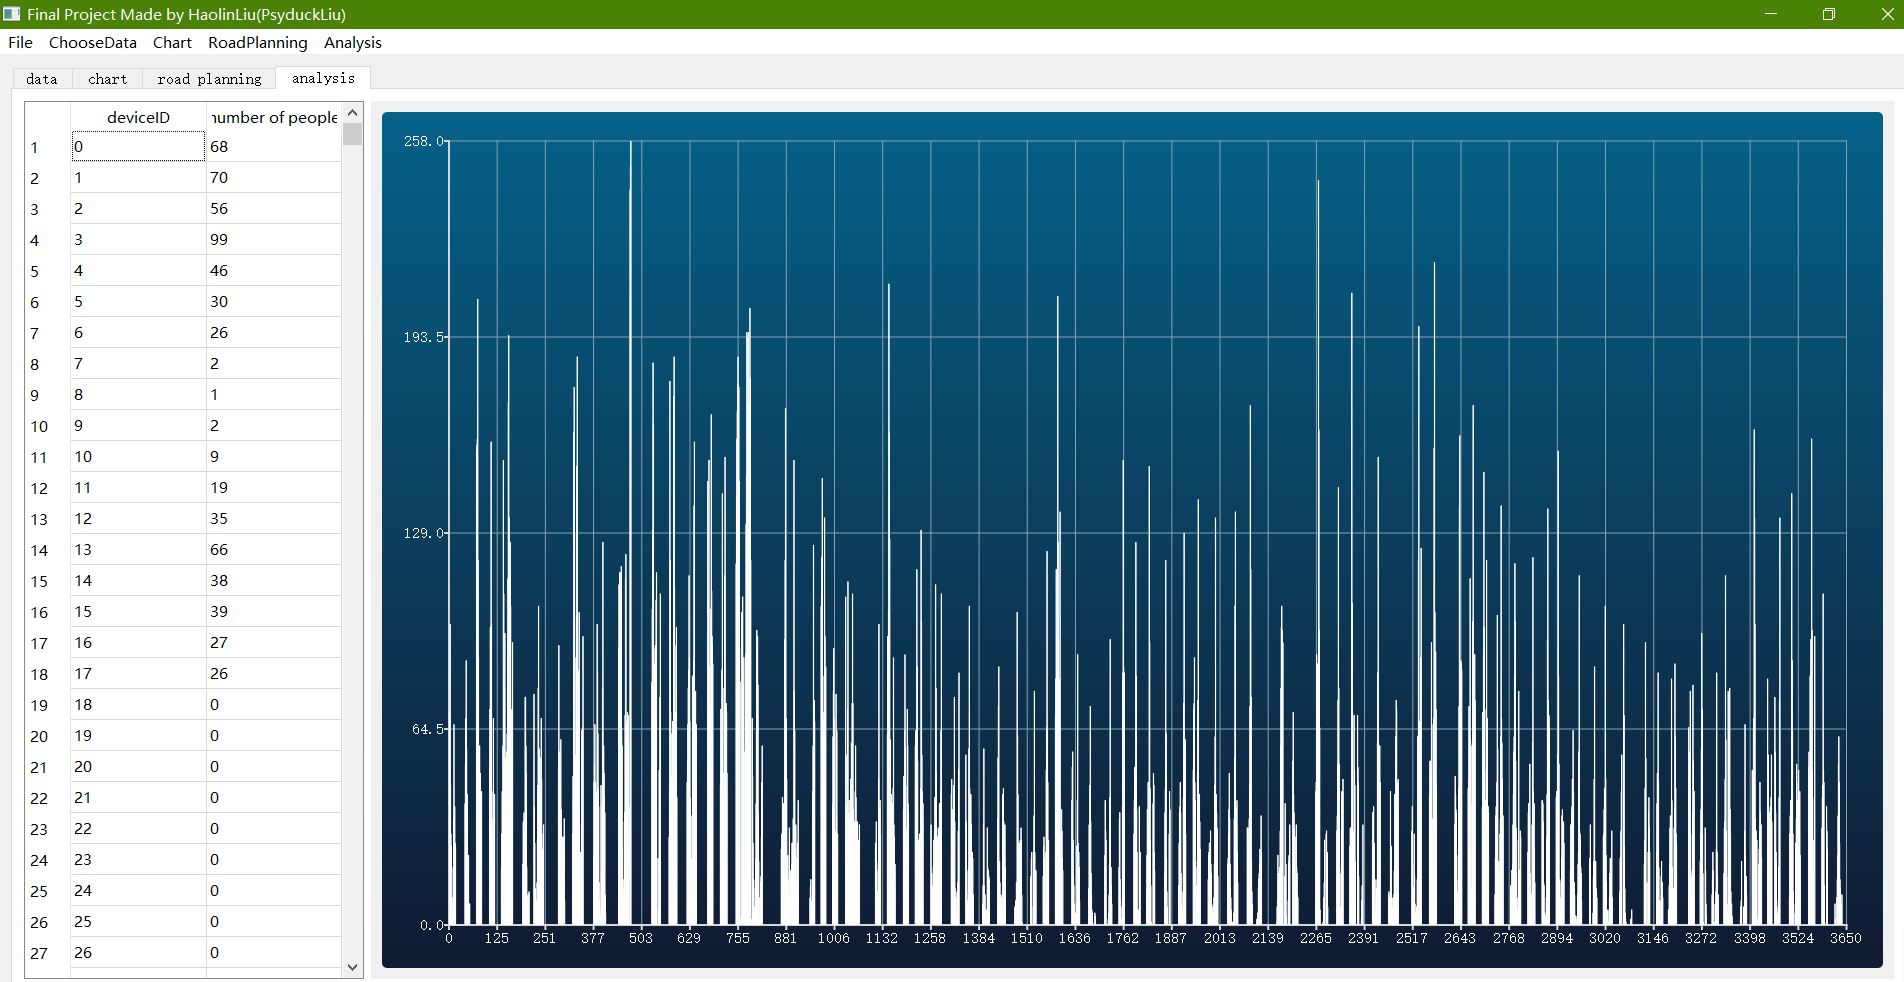 Final Project Made by HaolinLiu(PsyduckLiu)
File ChooseData Chart RoadPlanning Analysis
data chart road planning analysis
deviceID number of people
1 0 68
2 1 70
3 2 56
4 3 99
5 4 46
6 5 30
7 6 26
8 7 2
9 8 1
10 9 2
11 10 9
12 11 19
13 12 35
14 13 66
15 14 38
16 15 39
17 16 27
18 17 26
19 18 0
20 19 0
21 20 0
22 21 0
23 22 0
24 23 0
25 24 0
26 25 0
27 26 0
258.0
193.5
129.0
64.5
0.0
0 125 251 377 503 629 755 881 1006 1132 1258 1384 1510 1636 1762 1887 2013 2139 2265 2391 2517 2643 2768 2894 3020 3146 3272 3398 3524 3650